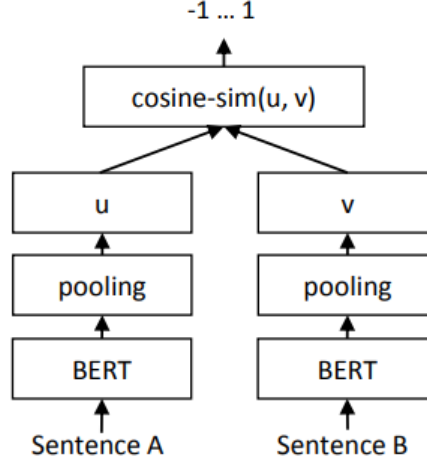 -1 … 1
cosine-sim(u, v)
u
v
pooling
pooling
BERT
BERT
Sentence A
Sentence B